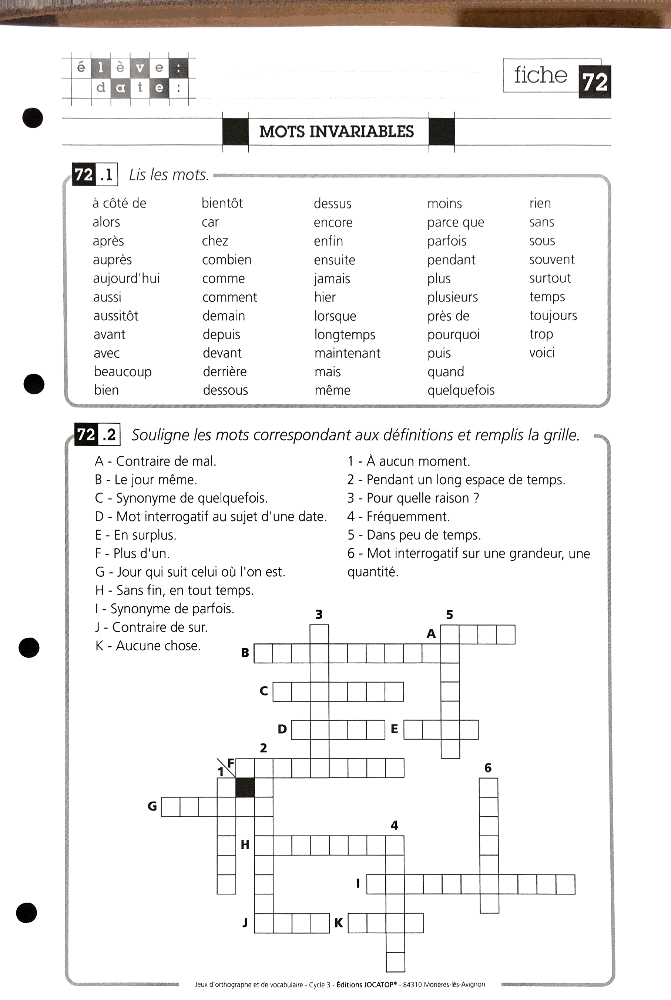 élève:
date:
fiche 72
MOTS INVARIABLES
72 .1 Lis les mots.
à côté de bientôt dessus moins rien
alors car encore parce que sans
après chez enfin parfois sous
auprès combien ensuite pendant souvent
aujourd'hui comme jamais plus surtout
aussi comment hier plusieurs temps
aussitôt demain lorsque près de toujours
avant depuis longtemps pourquoi trop
avec devant maintenant puis voici
beaucoup derrière mais quand
bien dessous même quelquefois
72 .2 Souligne les mots correspondant aux définitions et remplis la grille.
A - Contraire de mal.
B - Le jour même.
C - Synonyme de quelquefois.
D - Mot interrogatif au sujet d'une date.
E - En surplus.
F - Plus d'un.
G - Jour qui suit celui où l'on est.
H - Sans fin, en tout temps.
I - Synonyme de parfois.
J - Contraire de sur.
K - Aucune chose.
1 - À aucun moment.
2 - Pendant un long espace de temps.
3 - Pour quelle raison ?
4 - Fréquemment.
5 - Dans peu de temps.
6 - Mot interrogatif sur une grandeur, une
quantité.
3 5
A
B
C
D E
2
F
1 6
G
4
H
I
J K
Jeux d'orthographe et de vocabulaire - Cycle 3 - Éditions JOCATOP® - 84310 Morières-lès-Avignon